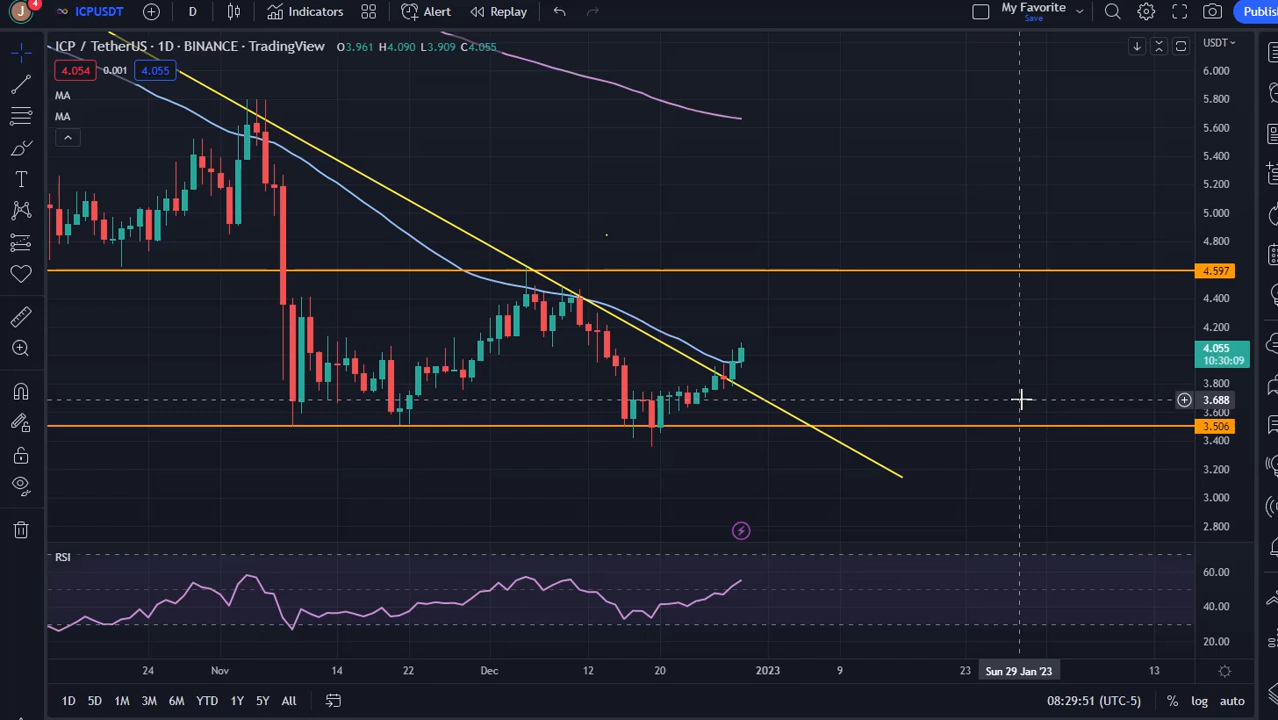 J 4 ICPUSDT D Indicators Alert Replay My Favorite Save Publish
ICP / TetherUS · 1D · BINANCE · TradingView O3.961 H4.090 L3.909 C4.055
USDT
4.054 0.001 4.055
MA
MA
6.000
5.800
5.600
5.400
5.200
5.000
4.800
4.597
4.400
4.200
4.055
10:30:09
3.800
3.688
3.600
3.506
3.400
3.200
3.000
2.800
RSI
60.00
40.00
20.00
24 Nov 14 22 Dec 12 20 2023 9 23 Sun 29 Jan '23 13
1D 5D 1M 3M 6M YTD 1Y 5Y All 08:29:51 (UTC-5) % log auto